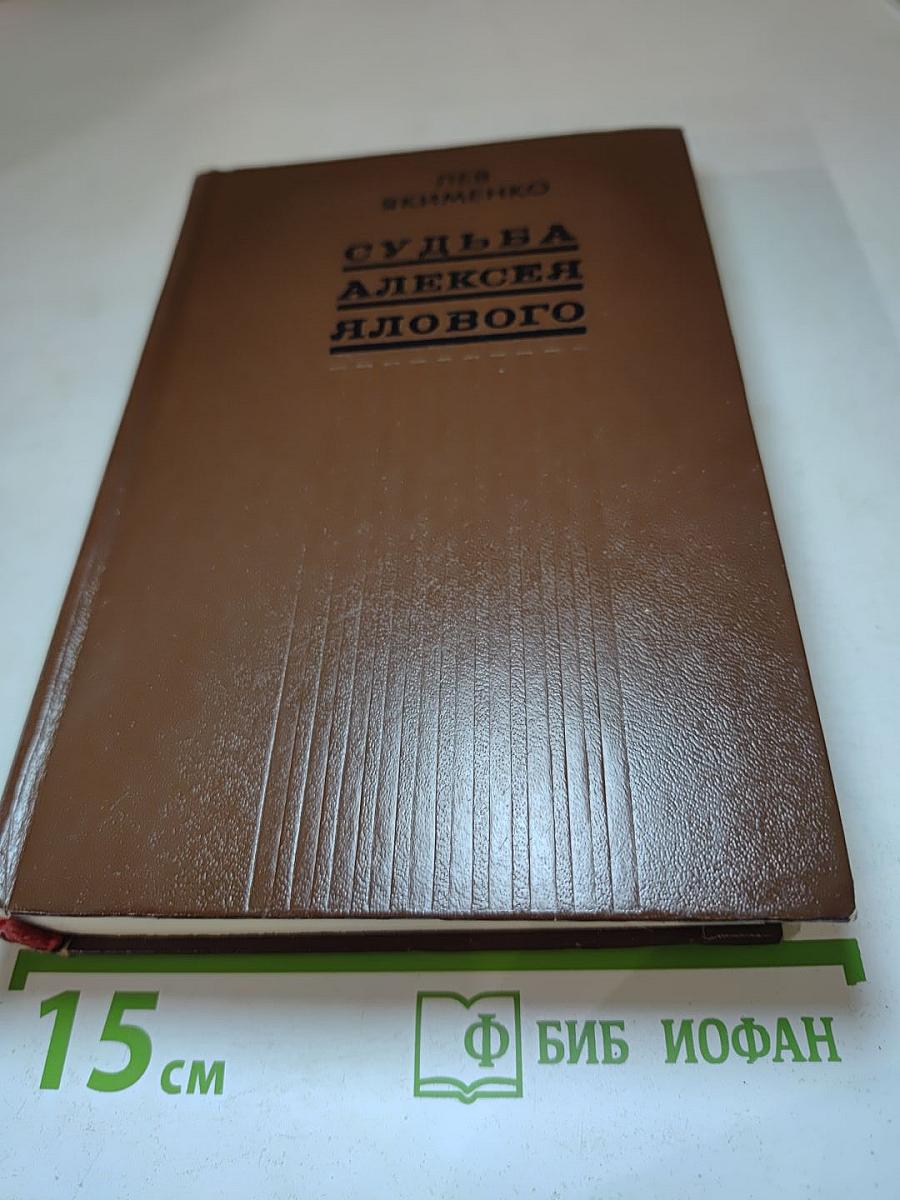 ЛЕВ
ЯКИМЕНКО
СУДЬБА
АЛЕКСЕЯ
ЯЛОВОГО
15 см
Ф БИБ ИОФАН